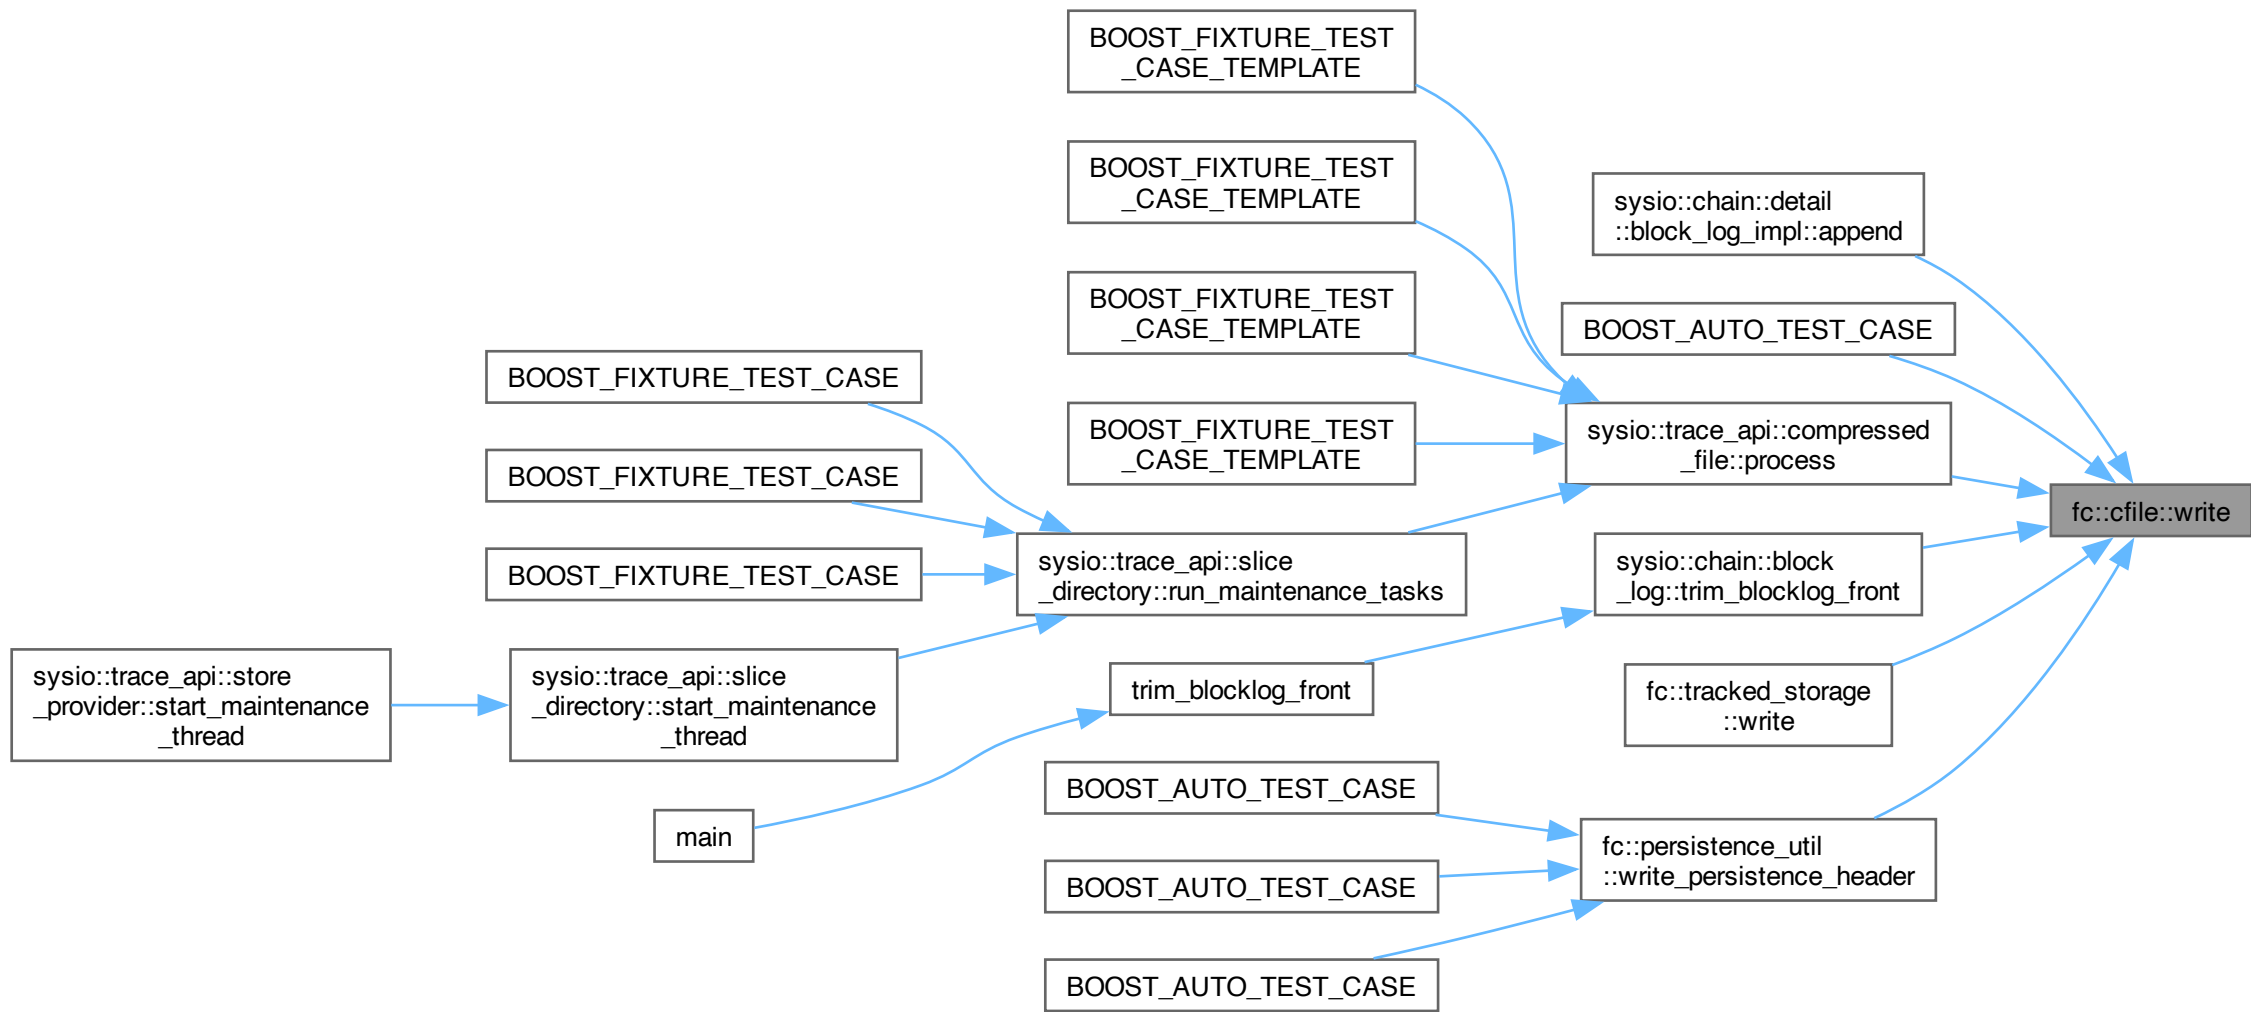 BOOST_FIXTURE_TEST
_CASE_TEMPLATE
BOOST_FIXTURE_TEST
_CASE_TEMPLATE
BOOST_FIXTURE_TEST
_CASE_TEMPLATE
BOOST_FIXTURE_TEST
_CASE_TEMPLATE
sysio::chain::detail
::block_log_impl::append
BOOST_AUTO_TEST_CASE
sysio::trace_api::compressed
_file::process
fc::cfile::write
BOOST_FIXTURE_TEST_CASE
BOOST_FIXTURE_TEST_CASE
BOOST_FIXTURE_TEST_CASE
sysio::trace_api::slice
_directory::run_maintenance_tasks
sysio::chain::block
_log::trim_blocklog_front
sysio::trace_api::store
_provider::start_maintenance
_thread
sysio::trace_api::slice
_directory::start_maintenance
_thread
trim_blocklog_front
fc::tracked_storage
::write
main
BOOST_AUTO_TEST_CASE
BOOST_AUTO_TEST_CASE
BOOST_AUTO_TEST_CASE
fc::persistence_util
::write_persistence_header